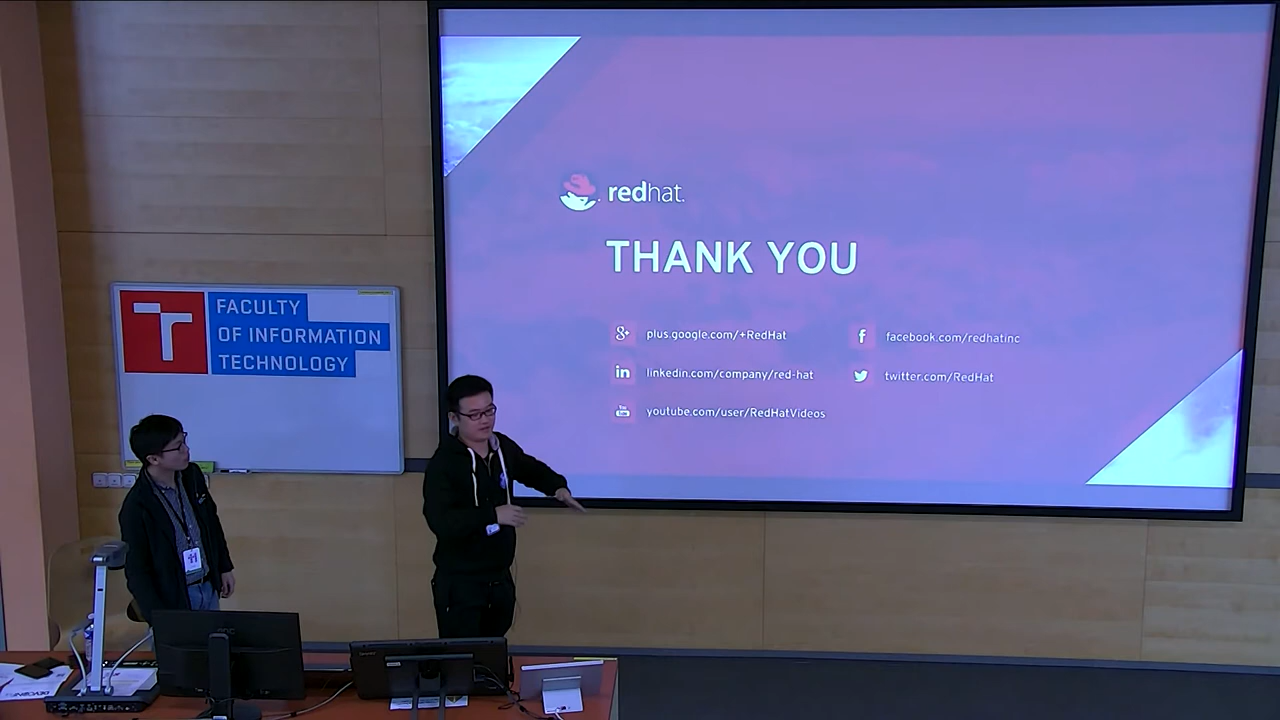 redhat.
THANK YOU
plus.google.com/+RedHat
facebook.com/redhatinc
linkedin.com/company/red-hat
twitter.com/RedHat
youtube.com/user/RedHatVideos
FACULTY
OF INFORMATION
TECHNOLOGY